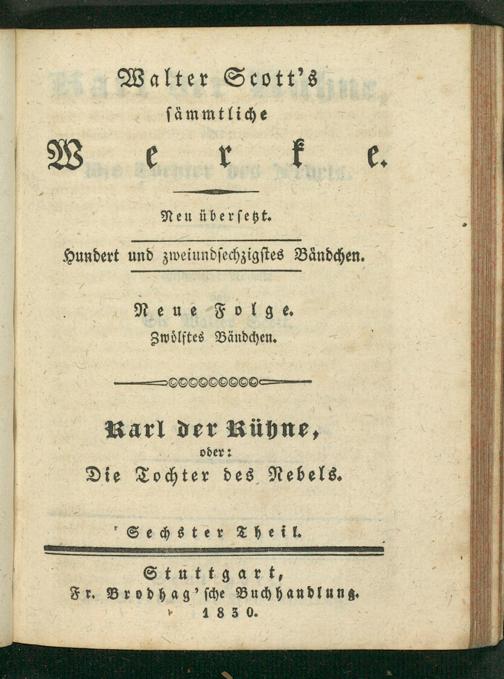 Walter Scott's
sämmtliche
Werke.
Neu übersetzt.
Hundert und zweiundsechzigstes Bändchen.
Neue Folge.
Zwölftes Bändchen.
Karl der Kühne,
oder:
Die Tochter des Nebels.
Sechster Theil.
Stuttgart,
Fr. Brodhag'sche Buchhandlung.
1830.